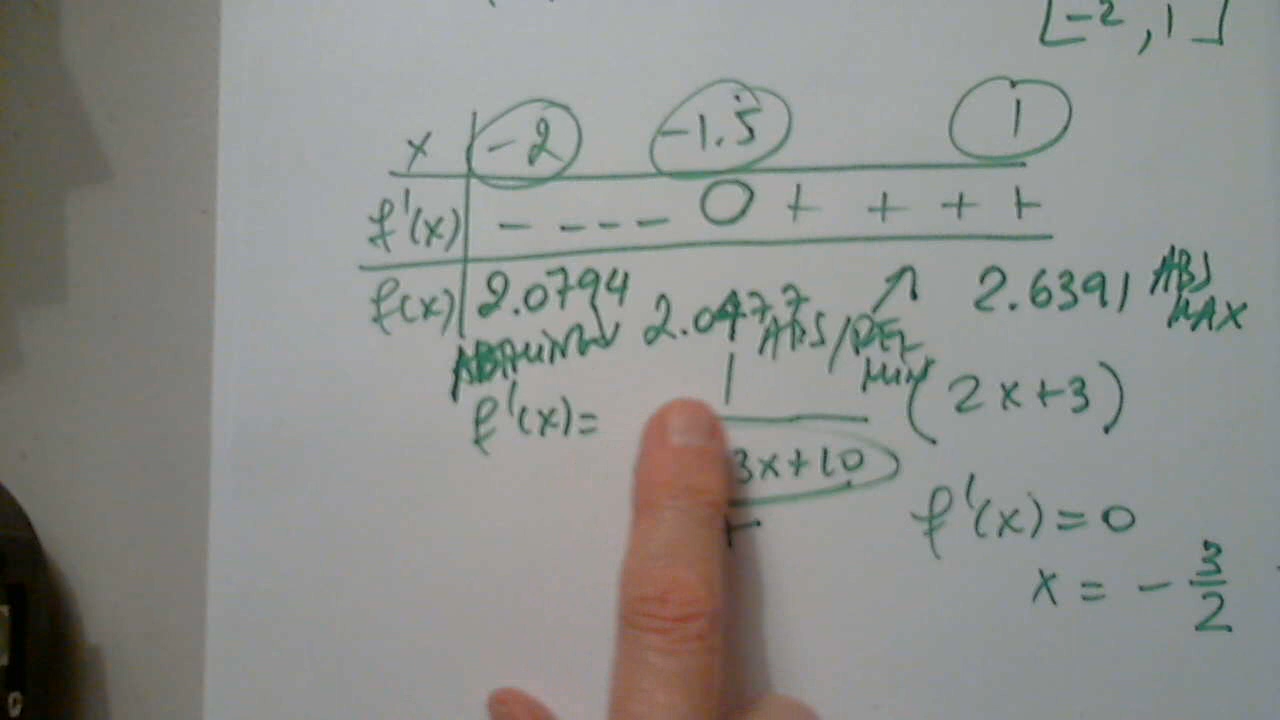 [-2, 1]
x -2 -1.5 1
f'(x) - - - - 0 + + + +
f(x) 2.0794 2.0477 ABS/REL MIN ↗ 2.6391 ABS MAX
f'(x) = 1 (2x+3)
3x+10
+
f'(x) = 0
x = - 3/2